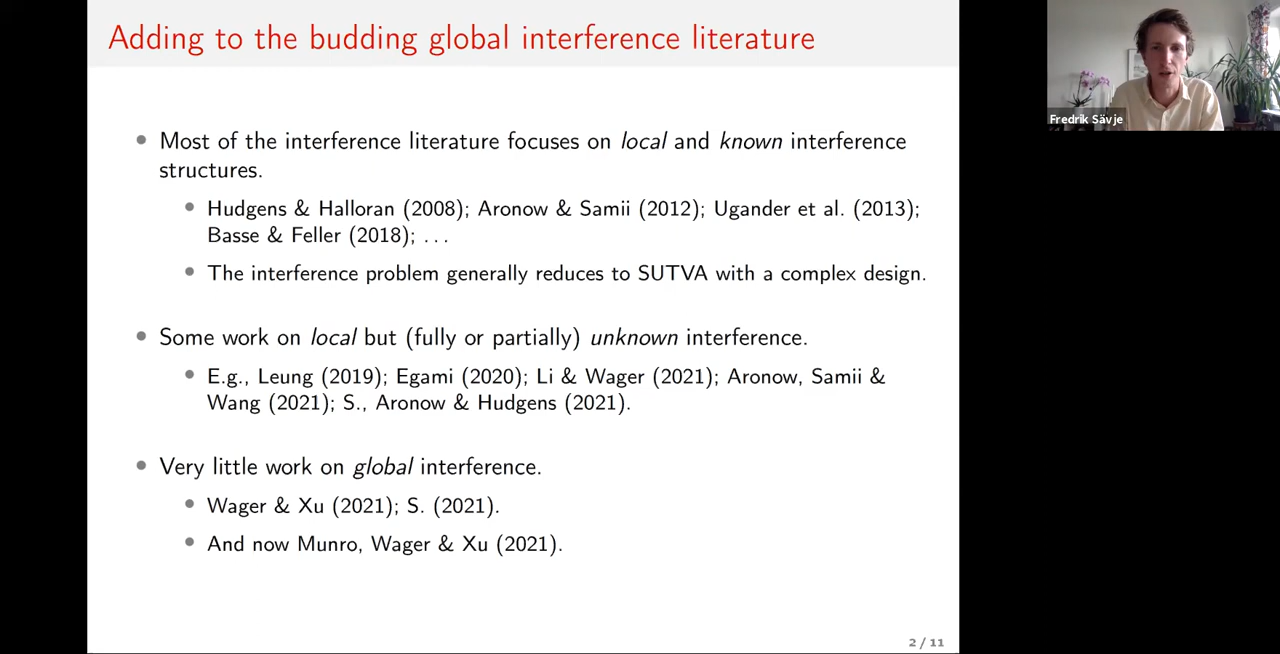 Adding to the budding global interference literature
Fredrik Sävje
• Most of the interference literature focuses on local and known interference
structures.
• Hudgens & Halloran (2008); Aronow & Samii (2012); Ugander et al. (2013);
Basse & Feller (2018); ...
• The interference problem generally reduces to SUTVA with a complex design.
• Some work on local but (fully or partially) unknown interference.
• E.g., Leung (2019); Egami (2020); Li & Wager (2021); Aronow, Samii &
Wang (2021); S., Aronow & Hudgens (2021).
• Very little work on global interference.
• Wager & Xu (2021); S. (2021).
• And now Munro, Wager & Xu (2021).
2 / 11